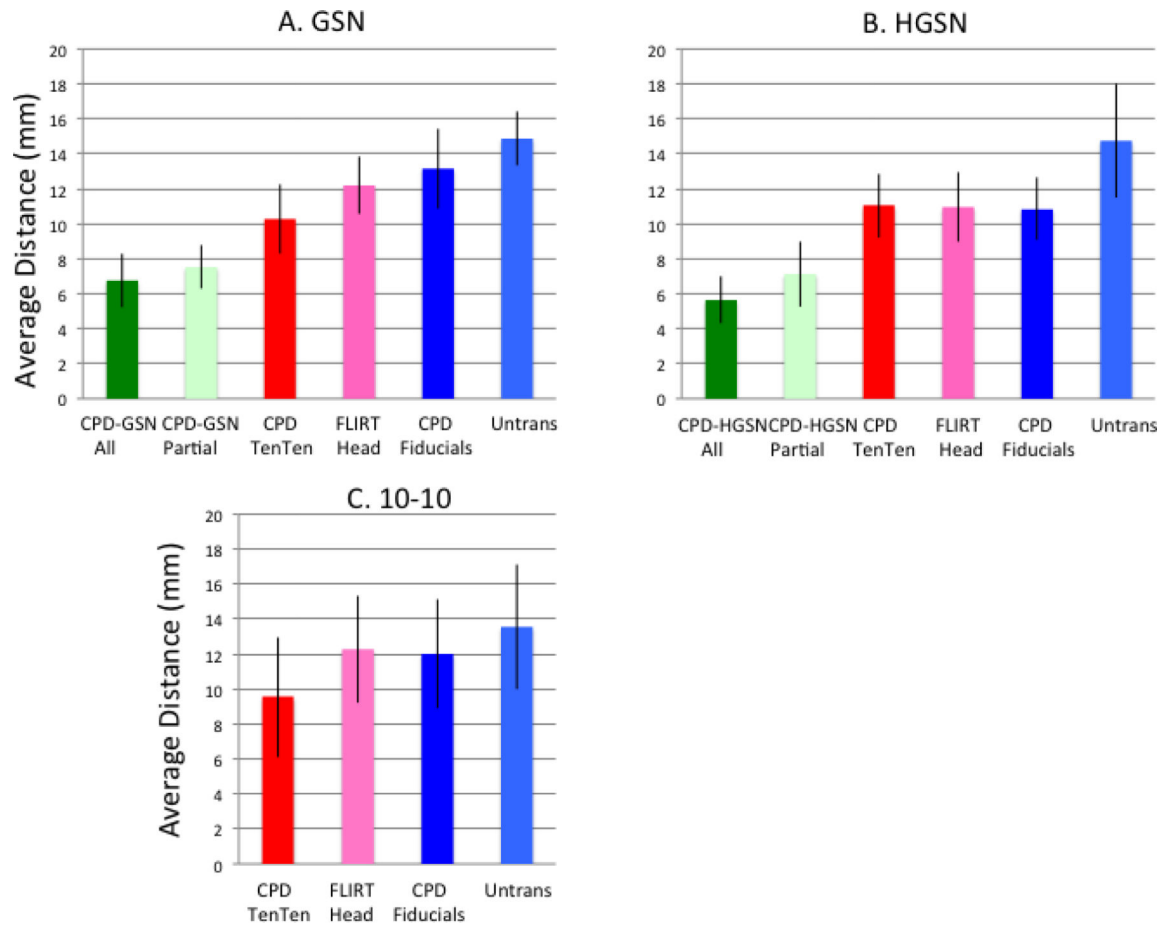 A. GSN
Average Distance (mm)
20
18
16
14
12
10
8
6
4
2
0
CPD-GSN CPD-GSN CPD FLIRT CPD Untrans
All Partial TenTen Head Fiducials
B. HGSN
Average Distance (mm)
20
18
16
14
12
10
8
6
4
2
0
CPD-HGSN CPD-HGSN CPD FLIRT CPD Untrans
All Partial TenTen Head Fiducials
C. 10-10
Average Distance (mm)
20
18
16
14
12
10
8
6
4
2
0
CPD FLIRT CPD Untrans
TenTen Head Fiducials